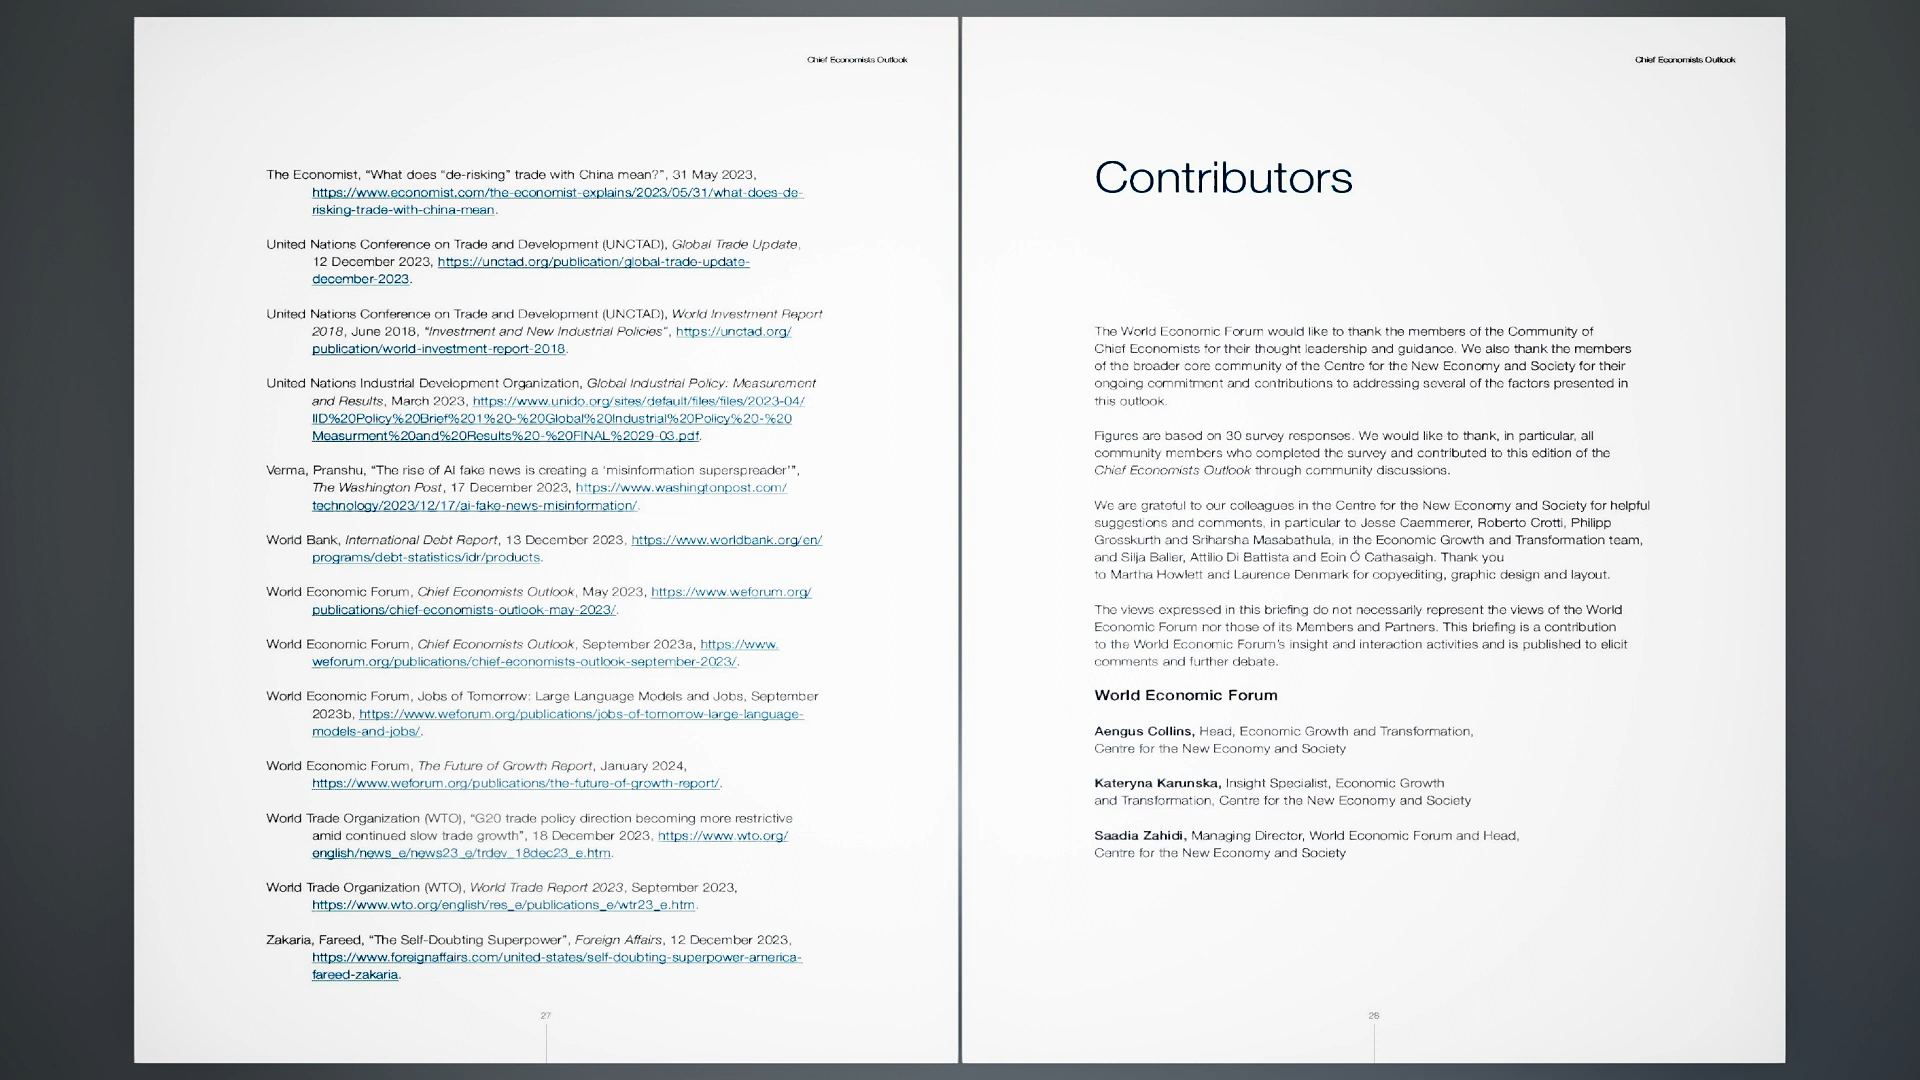 Chief Economists Outlook
The Economist, “What does “de-risking” trade with China mean?”, 31 May 2023,
https://www.economist.com/the-economist-explains/2023/05/31/what-does-de-
risking-trade-with-china-mean.
United Nations Conference on Trade and Development (UNCTAD), Global Trade Update,
12 December 2023, https://unctad.org/publication/global-trade-update-
december-2023.
United Nations Conference on Trade and Development (UNCTAD), World Investment Report
2018, June 2018, “Investment and New Industrial Policies”, https://unctad.org/
publication/world-investment-report-2018.
United Nations Industrial Development Organization, Global Industrial Policy: Measurement
and Results, March 2023, https://www.unido.org/sites/default/files/files/2023-04/
IID%20Policy%20Brief%201%20-%20Global%20Industrial%20Policy%20-%20
Measurment%20and%20Results%20-%20FINAL%2029-03.pdf.
Verma, Pranshu, “The rise of AI fake news is creating a ‘misinformation superspreader’”,
The Washington Post, 17 December 2023, https://www.washingtonpost.com/
technology/2023/12/17/ai-fake-news-misinformation/.
World Bank, International Debt Report, 13 December 2023, https://www.worldbank.org/en/
programs/debt-statistics/idr/products.
World Economic Forum, Chief Economists Outlook, May 2023, https://www.weforum.org/
publications/chief-economists-outlook-may-2023/.
World Economic Forum, Chief Economists Outlook, September 2023a, https://www.
weforum.org/publications/chief-economists-outlook-september-2023/.
World Economic Forum, Jobs of Tomorrow: Large Language Models and Jobs, September
2023b, https://www.weforum.org/publications/jobs-of-tomorrow-large-language-
models-and-jobs/.
World Economic Forum, The Future of Growth Report, January 2024,
https://www.weforum.org/publications/the-future-of-growth-report/.
World Trade Organization (WTO), “G20 trade policy direction becoming more restrictive
amid continued slow trade growth”, 18 December 2023, https://www.wto.org/
english/news_e/news23_e/trdev_18dec23_e.htm.
World Trade Organization (WTO), World Trade Report 2023, September 2023,
https://www.wto.org/english/res_e/publications_e/wtr23_e.htm.
Zakaria, Fareed, “The Self-Doubting Superpower”, Foreign Affairs, 12 December 2023,
https://www.foreignaffairs.com/united-states/self-doubting-superpower-america-
fareed-zakaria.
27
Chief Economists Outlook
Contributors
The World Economic Forum would like to thank the members of the Community of
Chief Economists for their thought leadership and guidance. We also thank the members
of the broader core community of the Centre for the New Economy and Society for their
ongoing commitment and contributions to addressing several of the factors presented in
this outlook.
Figures are based on 30 survey responses. We would like to thank, in particular, all
community members who completed the survey and contributed to this edition of the
Chief Economists Outlook through community discussions.
We are grateful to our colleagues in the Centre for the New Economy and Society for helpful
suggestions and comments, in particular to Jesse Caemmerer, Roberto Crotti, Philipp
Grosskurth and Sriharsha Masabathula, in the Economic Growth and Transformation team,
and Silja Baller, Attilio Di Battista and Eoin Ó Cathasaigh. Thank you
to Martha Howlett and Laurence Denmark for copyediting, graphic design and layout.
The views expressed in this briefing do not necessarily represent the views of the World
Economic Forum nor those of its Members and Partners. This briefing is a contribution
to the World Economic Forum’s insight and interaction activities and is published to elicit
comments and further debate.
World Economic Forum
Aengus Collins, Head, Economic Growth and Transformation,
Centre for the New Economy and Society
Kateryna Karunska, Insight Specialist, Economic Growth
and Transformation, Centre for the New Economy and Society
Saadia Zahidi, Managing Director, World Economic Forum and Head,
Centre for the New Economy and Society
28